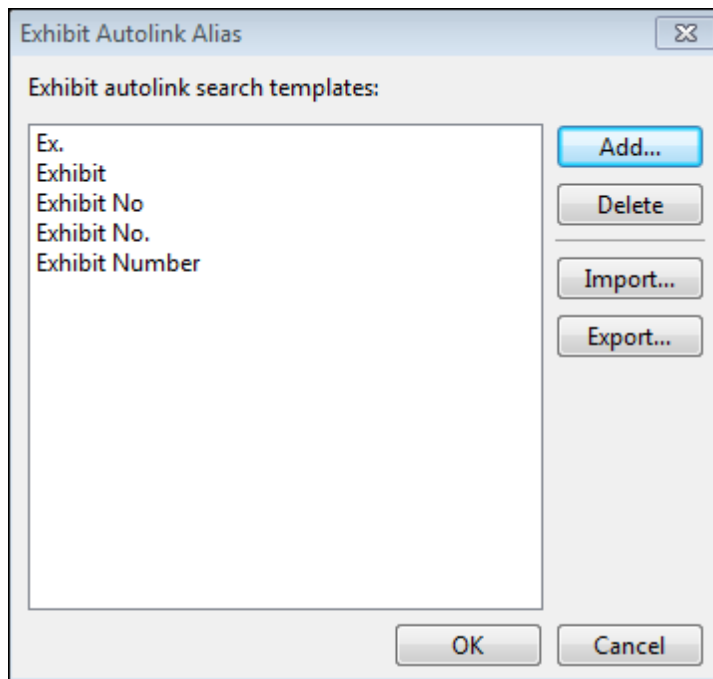 Exhibit Autolink Alias
Exhibit autolink search templates:
Ex.
Exhibit
Exhibit No
Exhibit No.
Exhibit Number
Add...
Delete
Import...
Export...
OK
Cancel